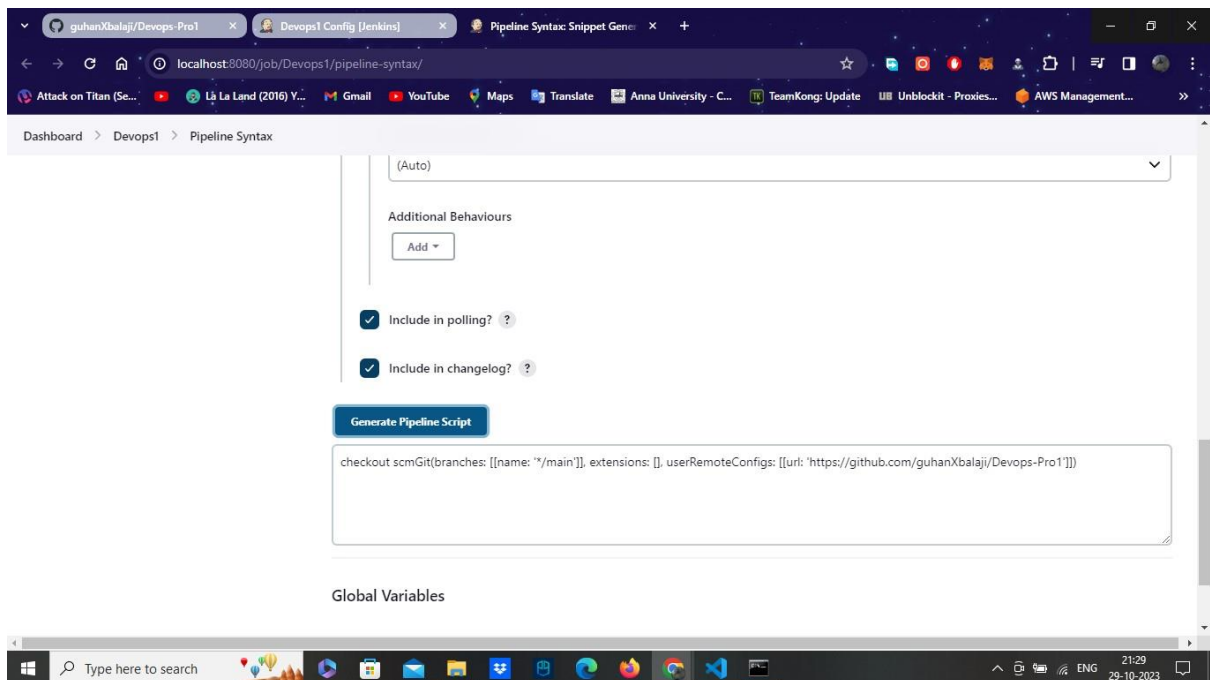 guhanXbalaji/Devops-Pro1
Devops1 Config [Jenkins]
Pipeline Syntax: Snippet Gene
localhost:8080/job/Devops1/pipeline-syntax/
Attack on Titan (Se...
La La Land (2016) Y...
Gmail
YouTube
Maps
Translate
Anna University - C...
TeamKong: Update
Unblockit - Proxies...
AWS Management...
Dashboard > Devops1 > Pipeline Syntax
(Auto)
Additional Behaviours
Add
Include in polling? ?
Include in changelog? ?
Generate Pipeline Script
checkout scmGit(branches: [[name: '*/main']], extensions: [], userRemoteConfigs: [[url: 'https://github.com/guhanXbalaji/Devops-Pro1']])
Global Variables
Type here to search
ENG
21:29
29-10-2023